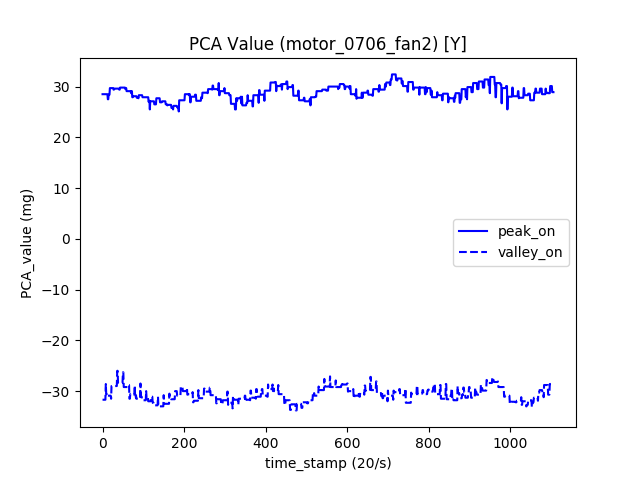 PCA Value (motor_0706_fan2) [Y]
PCA_value (mg)
30
20
10
0
−10
−20
−30
peak_on
valley_on
0 200 400 600 800 1000
time_stamp (20/s)